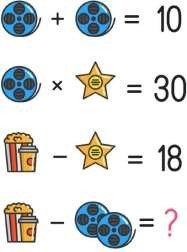 + = 10
× = 30
− = 18
− = ?